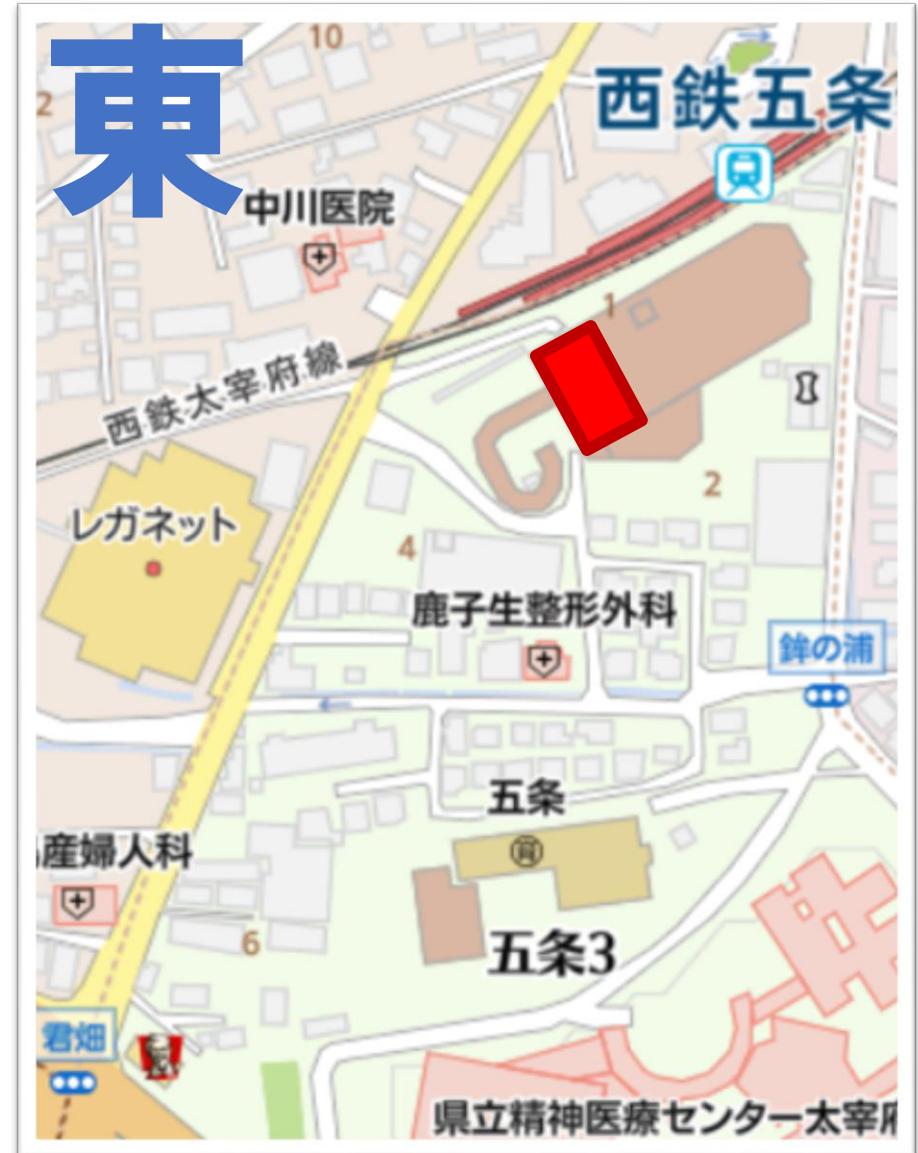 東
10
2
西鉄五条
中川医院
1
西鉄太宰府線
レガネット
2
4
鹿子生整形外科
鉾の浦
五条
産婦人科
五条3
6
君畑
県立精神医療センター太宰府